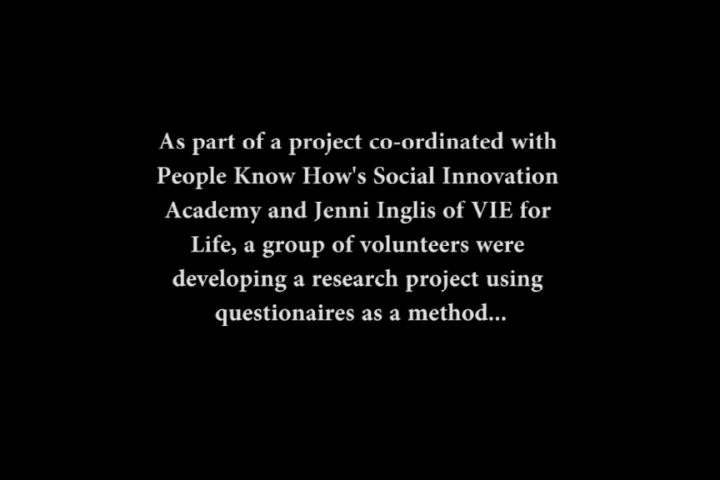 As part of a project co-ordinated with
People Know How's Social Innovation
Academy and Jenni Inglis of VIE for
Life, a group of volunteers were
developing a research project using
questionaires as a method...